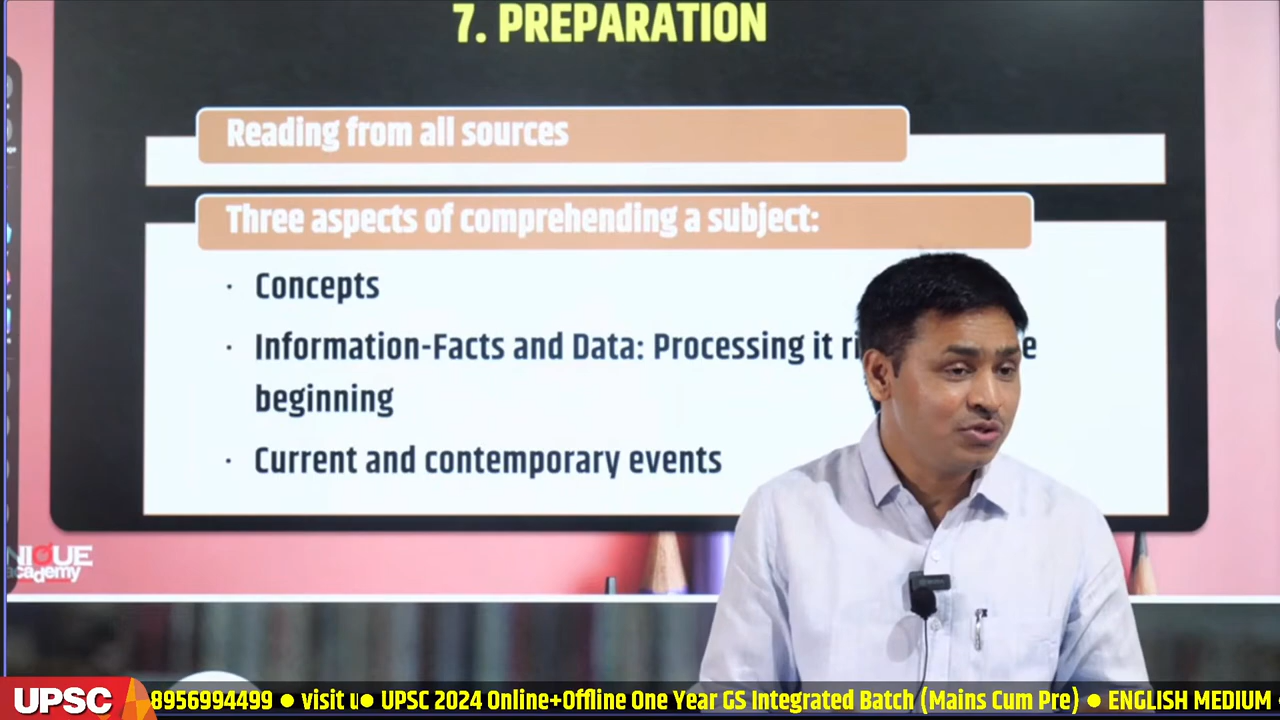 7. PREPARATION
Reading from all sources
Three aspects of comprehending a subject:
· Concepts
· Information-Facts and Data: Processing it
beginning
· Current and contemporary events
NIQUE
academy
UPSC 8956994499 ● visit ● UPSC 2024 Online+Offline One Year GS Integrated Batch (Mains Cum Pre) ● ENGLISH MEDIUM